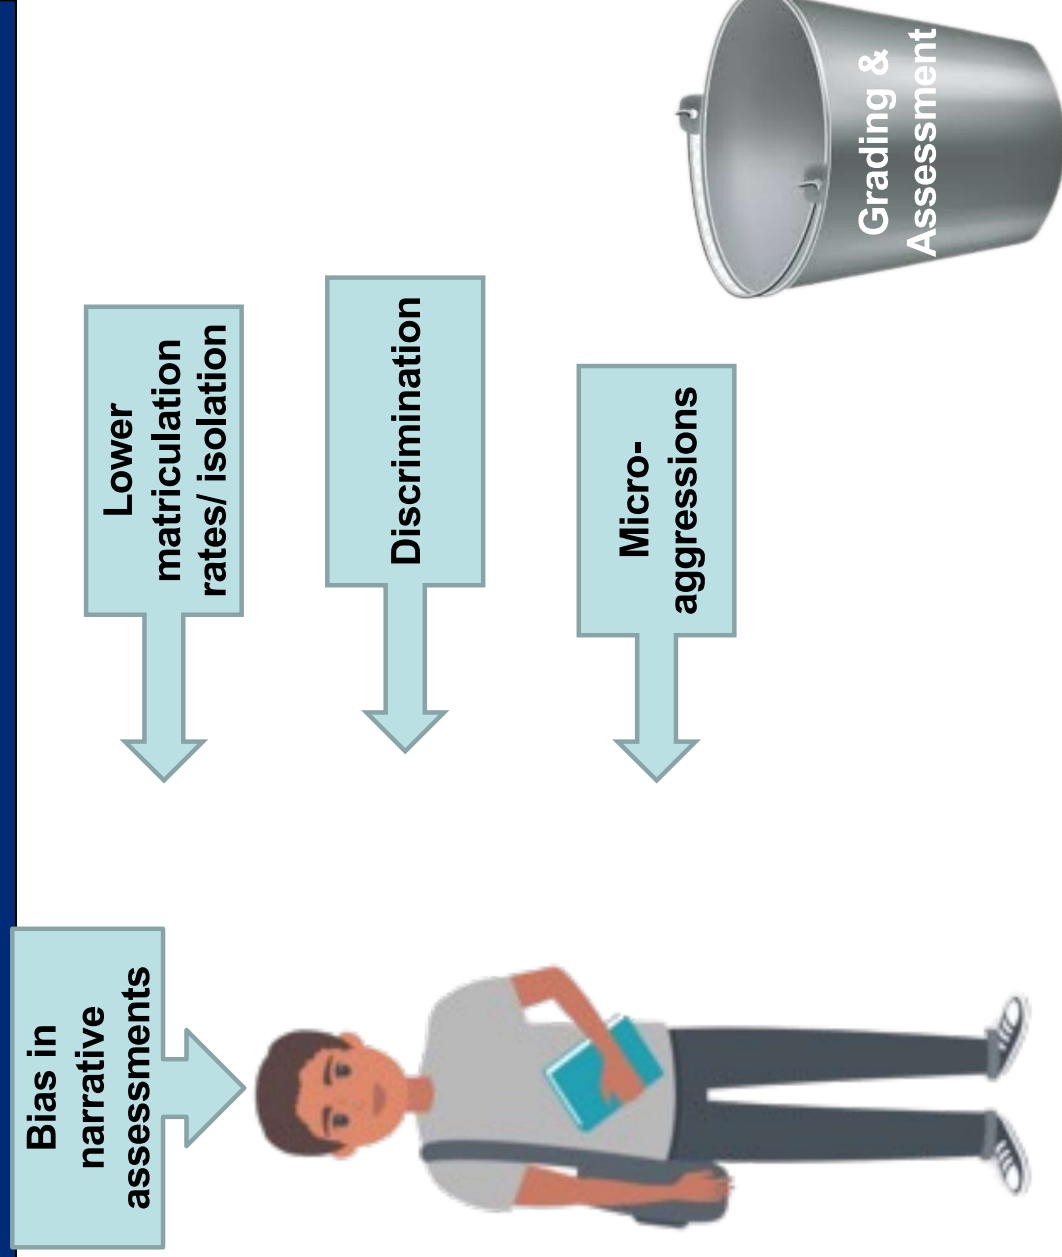 Bias in
narrative
assessments
Lower
matriculation
rates/ isolation
Discrimination
Micro-
aggressions
Grading &
Assessment